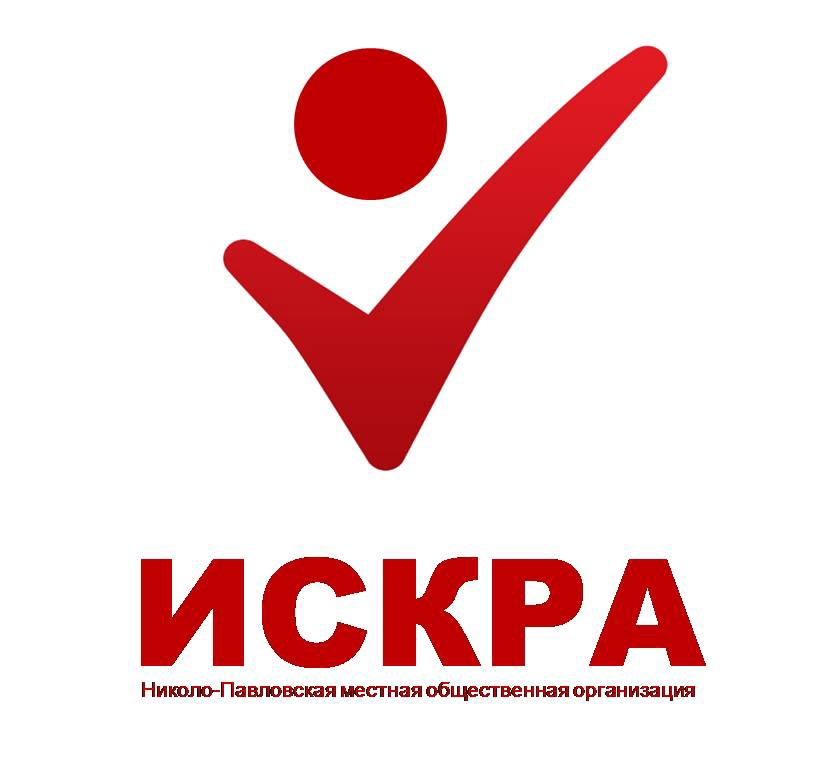 ИСКРА
Николо-Павловская местная общественная организация